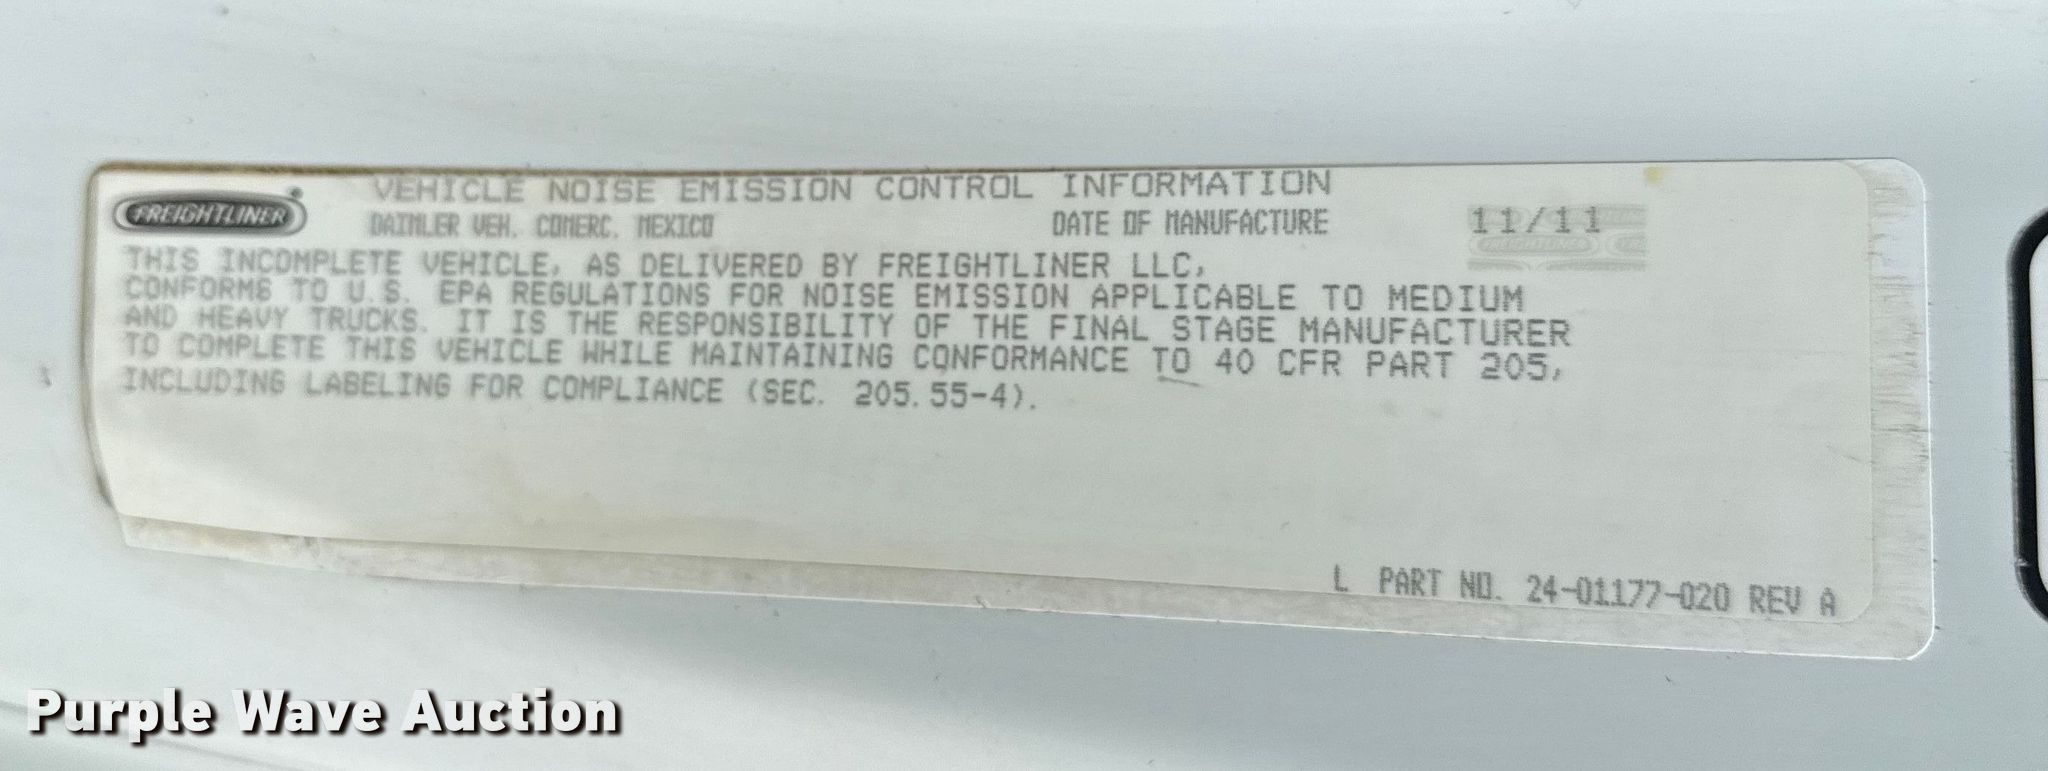 FREIGHTLINER
VEHICLE NOISE EMISSION CONTROL INFORMATION
DAIMLER VEH. COMERC. MEXICO DATE OF MANUFACTURE 11/11
THIS INCOMPLETE VEHICLE, AS DELIVERED BY FREIGHTLINER LLC,
CONFORMS TO U.S. EPA REGULATIONS FOR NOISE EMISSION APPLICABLE TO MEDIUM
AND HEAVY TRUCKS. IT IS THE RESPONSIBILITY OF THE FINAL STAGE MANUFACTURER
TO COMPLETE THIS VEHICLE WHILE MAINTAINING CONFORMANCE TO 40 CFR PART 205,
INCLUDING LABELING FOR COMPLIANCE (SEC. 205.55-4).
L PART NO. 24-01177-020 REV A
Purple Wave Auction